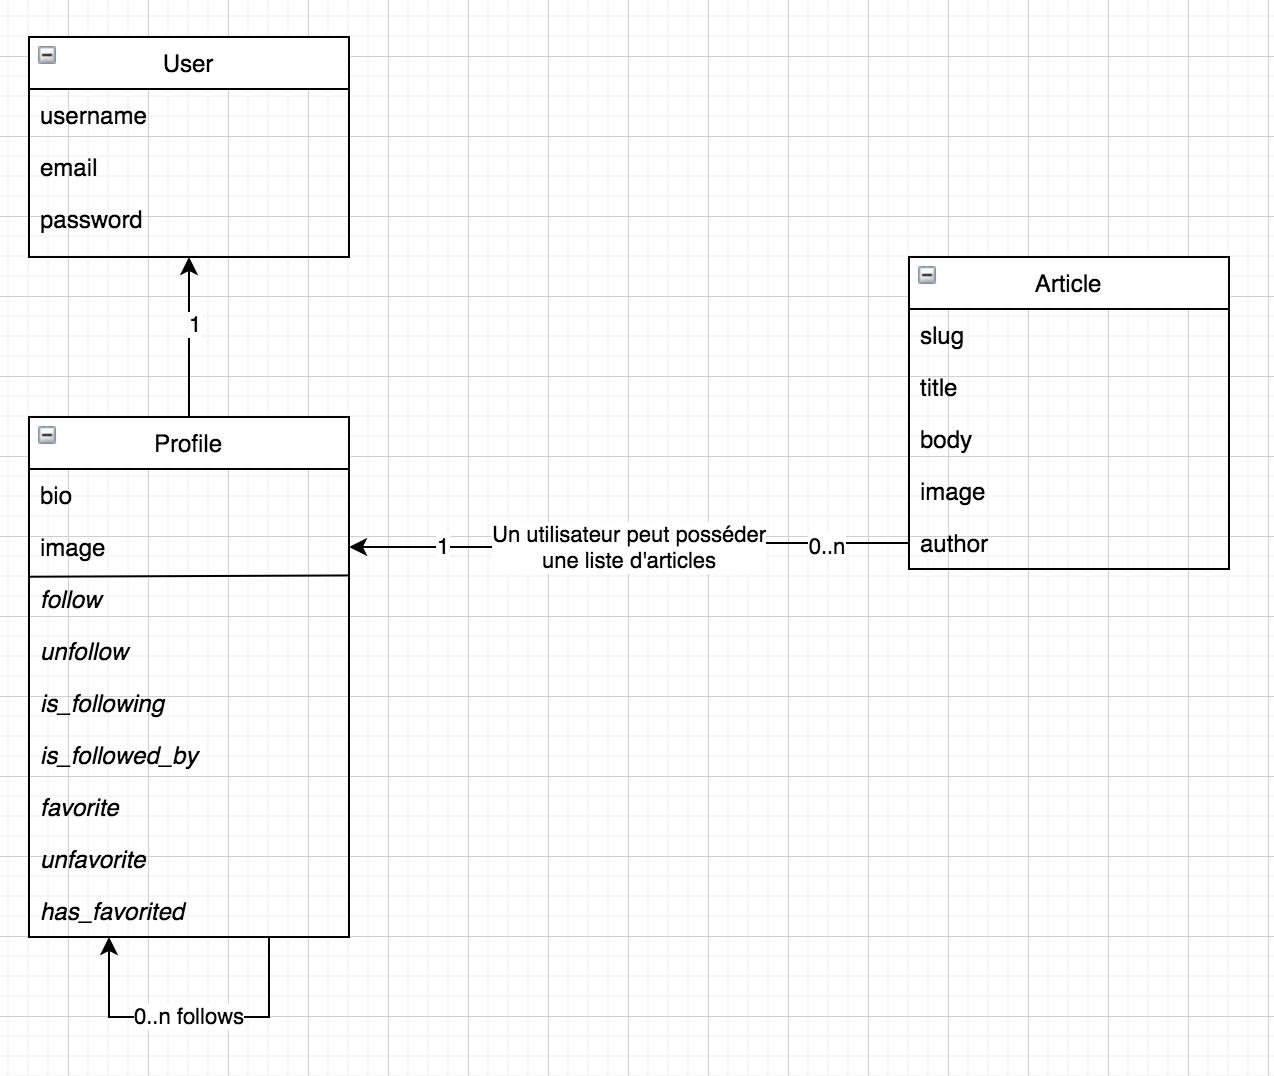 User
username
email
password
1
Profile
bio
image
follow
unfollow
is_following
is_followed_by
favorite
unfavorite
has_favorited
0..n follows
1
Un utilisateur peut posséder
une liste d'articles
0..n
Article
slug
title
body
image
author